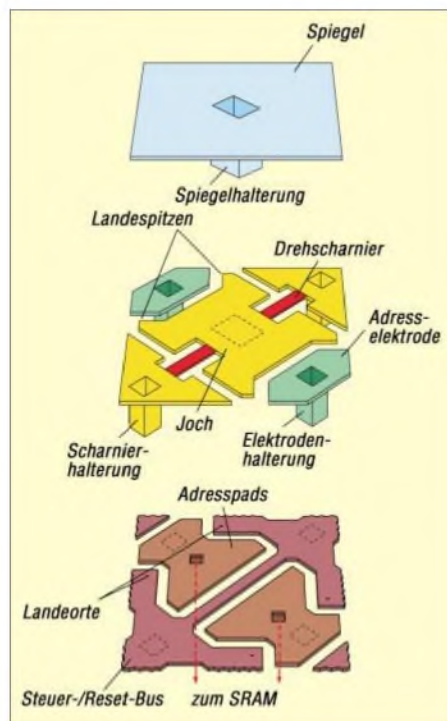 Spiegel
Spiegelhalterung
Landespitzen
Drehscharnier
Adress-
elektrode
Joch
Scharnier-
halterung
Elektroden-
halterung
Adresspads
Landeorte
Steuer-/Reset-Bus
zum SRAM